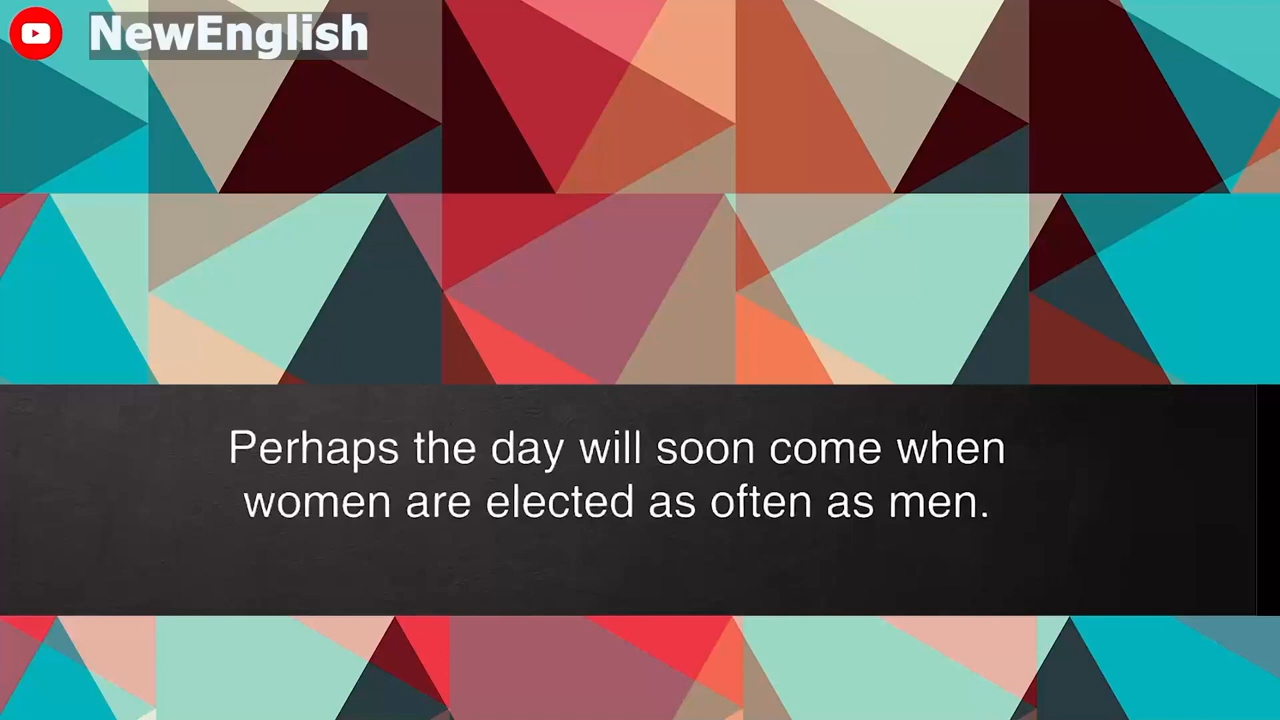 NewEnglish
Perhaps the day will soon come when
women are elected as often as men.